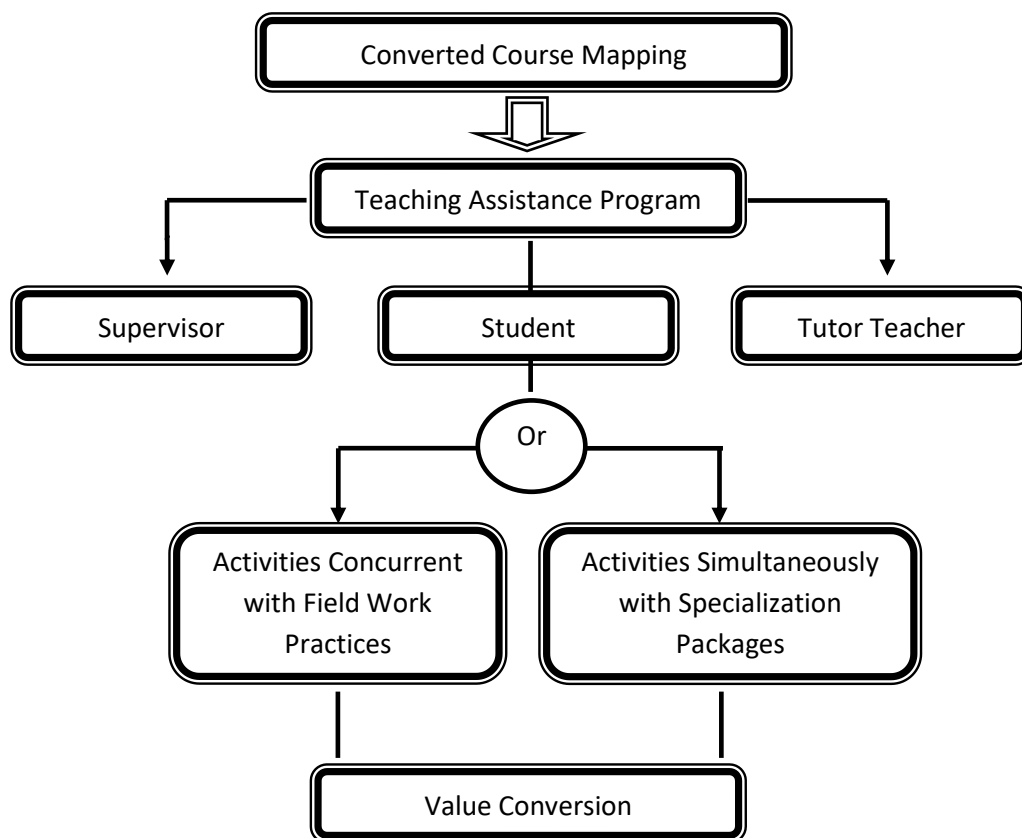 Converted Course Mapping
Teaching Assistance Program
Supervisor
Student
Tutor Teacher
Or
Activities Concurrent
with Field Work
Practices
Activities Simultaneously
with Specialization
Packages
Value Conversion